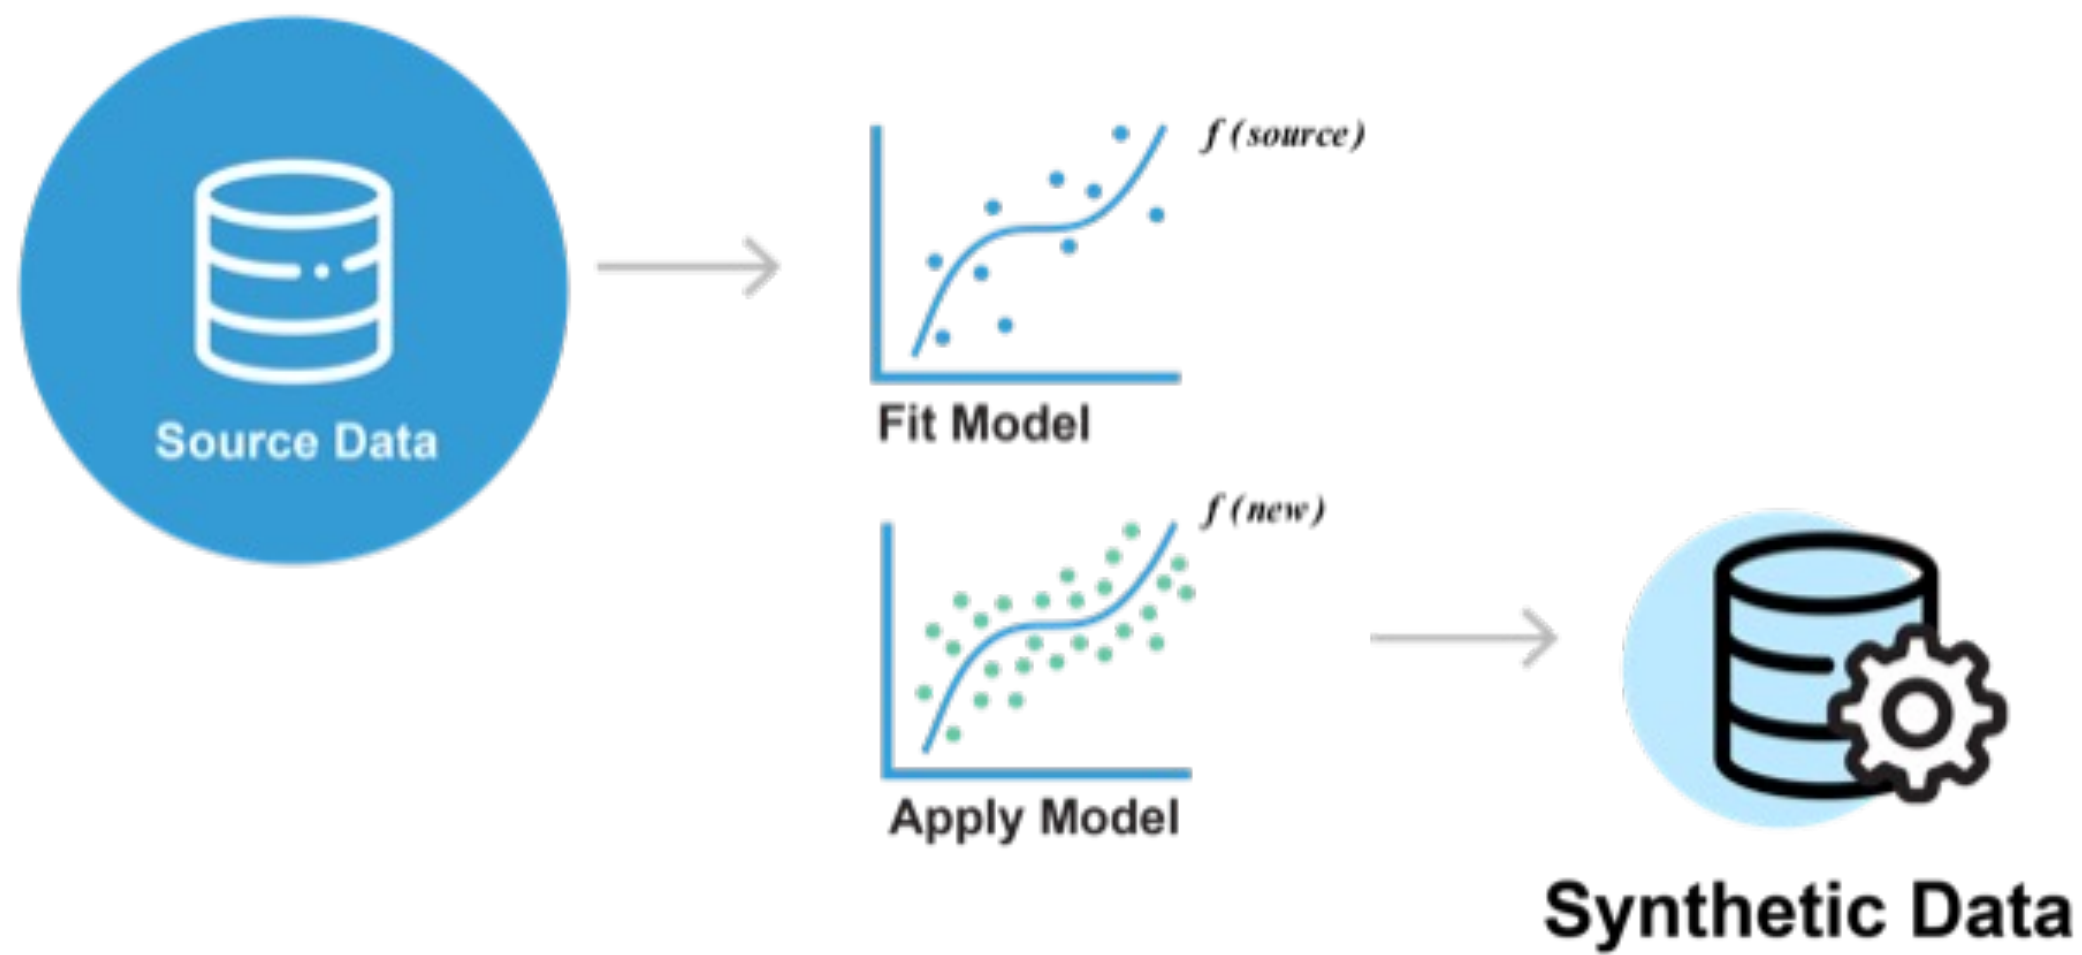 Source Data
f (source)
Fit Model
f (new)
Apply Model
Synthetic Data